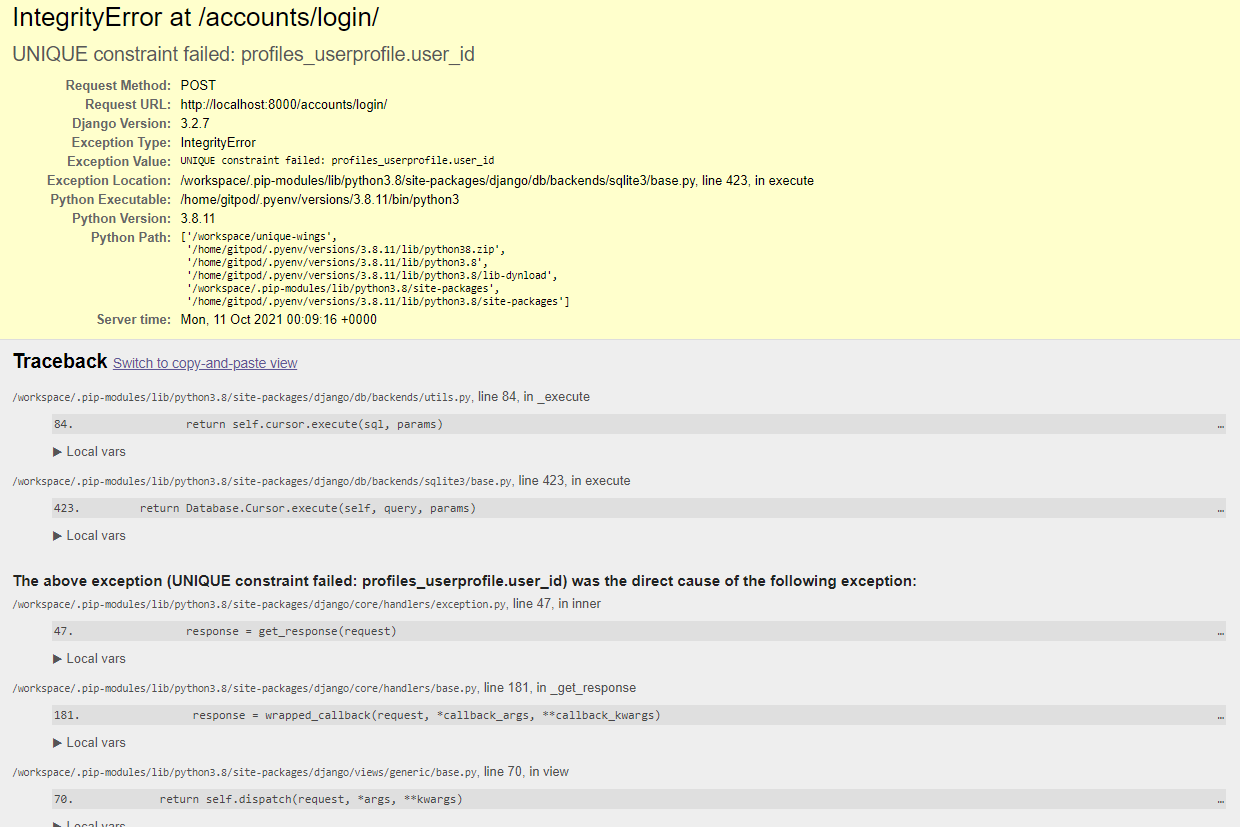 IntegrityError at /accounts/login/
UNIQUE constraint failed: profiles_userprofile.user_id
Request Method: POST
Request URL: http://localhost:8000/accounts/login/
Django Version: 3.2.7
Exception Type: IntegrityError
Exception Value: UNIQUE constraint failed: profiles_userprofile.user_id
Exception Location: /workspace/.pip-modules/lib/python3.8/site-packages/django/db/backends/sqlite3/base.py, line 423, in execute
Python Executable: /home/gitpod/.pyenv/versions/3.8.11/bin/python3
Python Version: 3.8.11
Python Path: ['/workspace/unique-wings',
'/home/gitpod/.pyenv/versions/3.8.11/lib/python38.zip',
'/home/gitpod/.pyenv/versions/3.8.11/lib/python3.8',
'/home/gitpod/.pyenv/versions/3.8.11/lib/python3.8/lib-dynload',
'/workspace/.pip-modules/lib/python3.8/site-packages',
'/home/gitpod/.pyenv/versions/3.8.11/lib/python3.8/site-packages']
Server time: Mon, 11 Oct 2021 00:09:16 +0000
Traceback Switch to copy-and-paste view
/workspace/.pip-modules/lib/python3.8/site-packages/django/db/backends/utils.py, line 84, in _execute
84. return self.cursor.execute(sql, params) …
▶ Local vars
/workspace/.pip-modules/lib/python3.8/site-packages/django/db/backends/sqlite3/base.py, line 423, in execute
423. return Database.Cursor.execute(self, query, params) …
▶ Local vars
The above exception (UNIQUE constraint failed: profiles_userprofile.user_id) was the direct cause of the following exception:
/workspace/.pip-modules/lib/python3.8/site-packages/django/core/handlers/exception.py, line 47, in inner
47. response = get_response(request) …
▶ Local vars
/workspace/.pip-modules/lib/python3.8/site-packages/django/core/handlers/base.py, line 181, in _get_response
181. response = wrapped_callback(request, *callback_args, **callback_kwargs) …
▶ Local vars
/workspace/.pip-modules/lib/python3.8/site-packages/django/views/generic/base.py, line 70, in view
70. return self.dispatch(request, *args, **kwargs) …
▶ Local vars